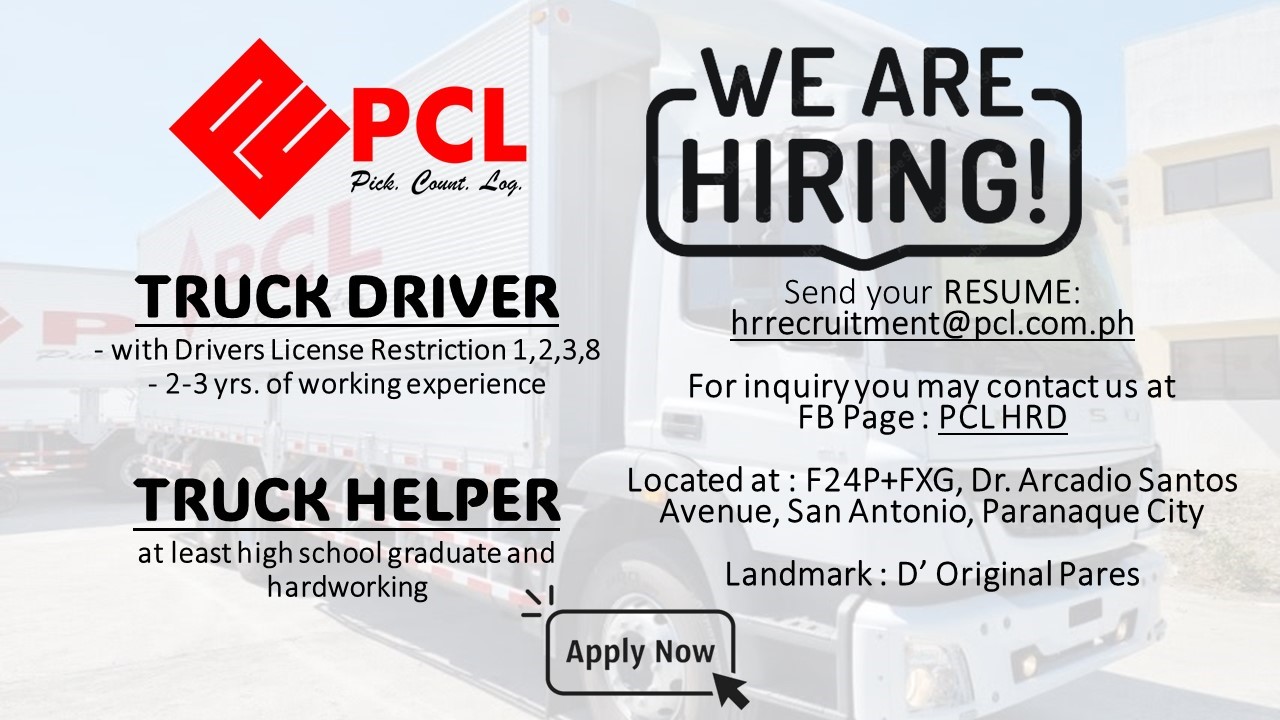 PCL
Pick. Count. Log.
WE ARE
HIRING!
TRUCK DRIVER
- with Drivers License Restriction 1,2,3,8
- 2-3 yrs. of working experience
TRUCK HELPER
at least high school graduate and
hardworking
Send your RESUME:
hrrecruitment@pcl.com.ph
For inquiry you may contact us at
FB Page : PCL HRD
Located at : F24P+FXG, Dr. Arcadio Santos
Avenue, San Antonio, Paranaque City
Landmark : D’ Original Pares
Apply Now
PCL